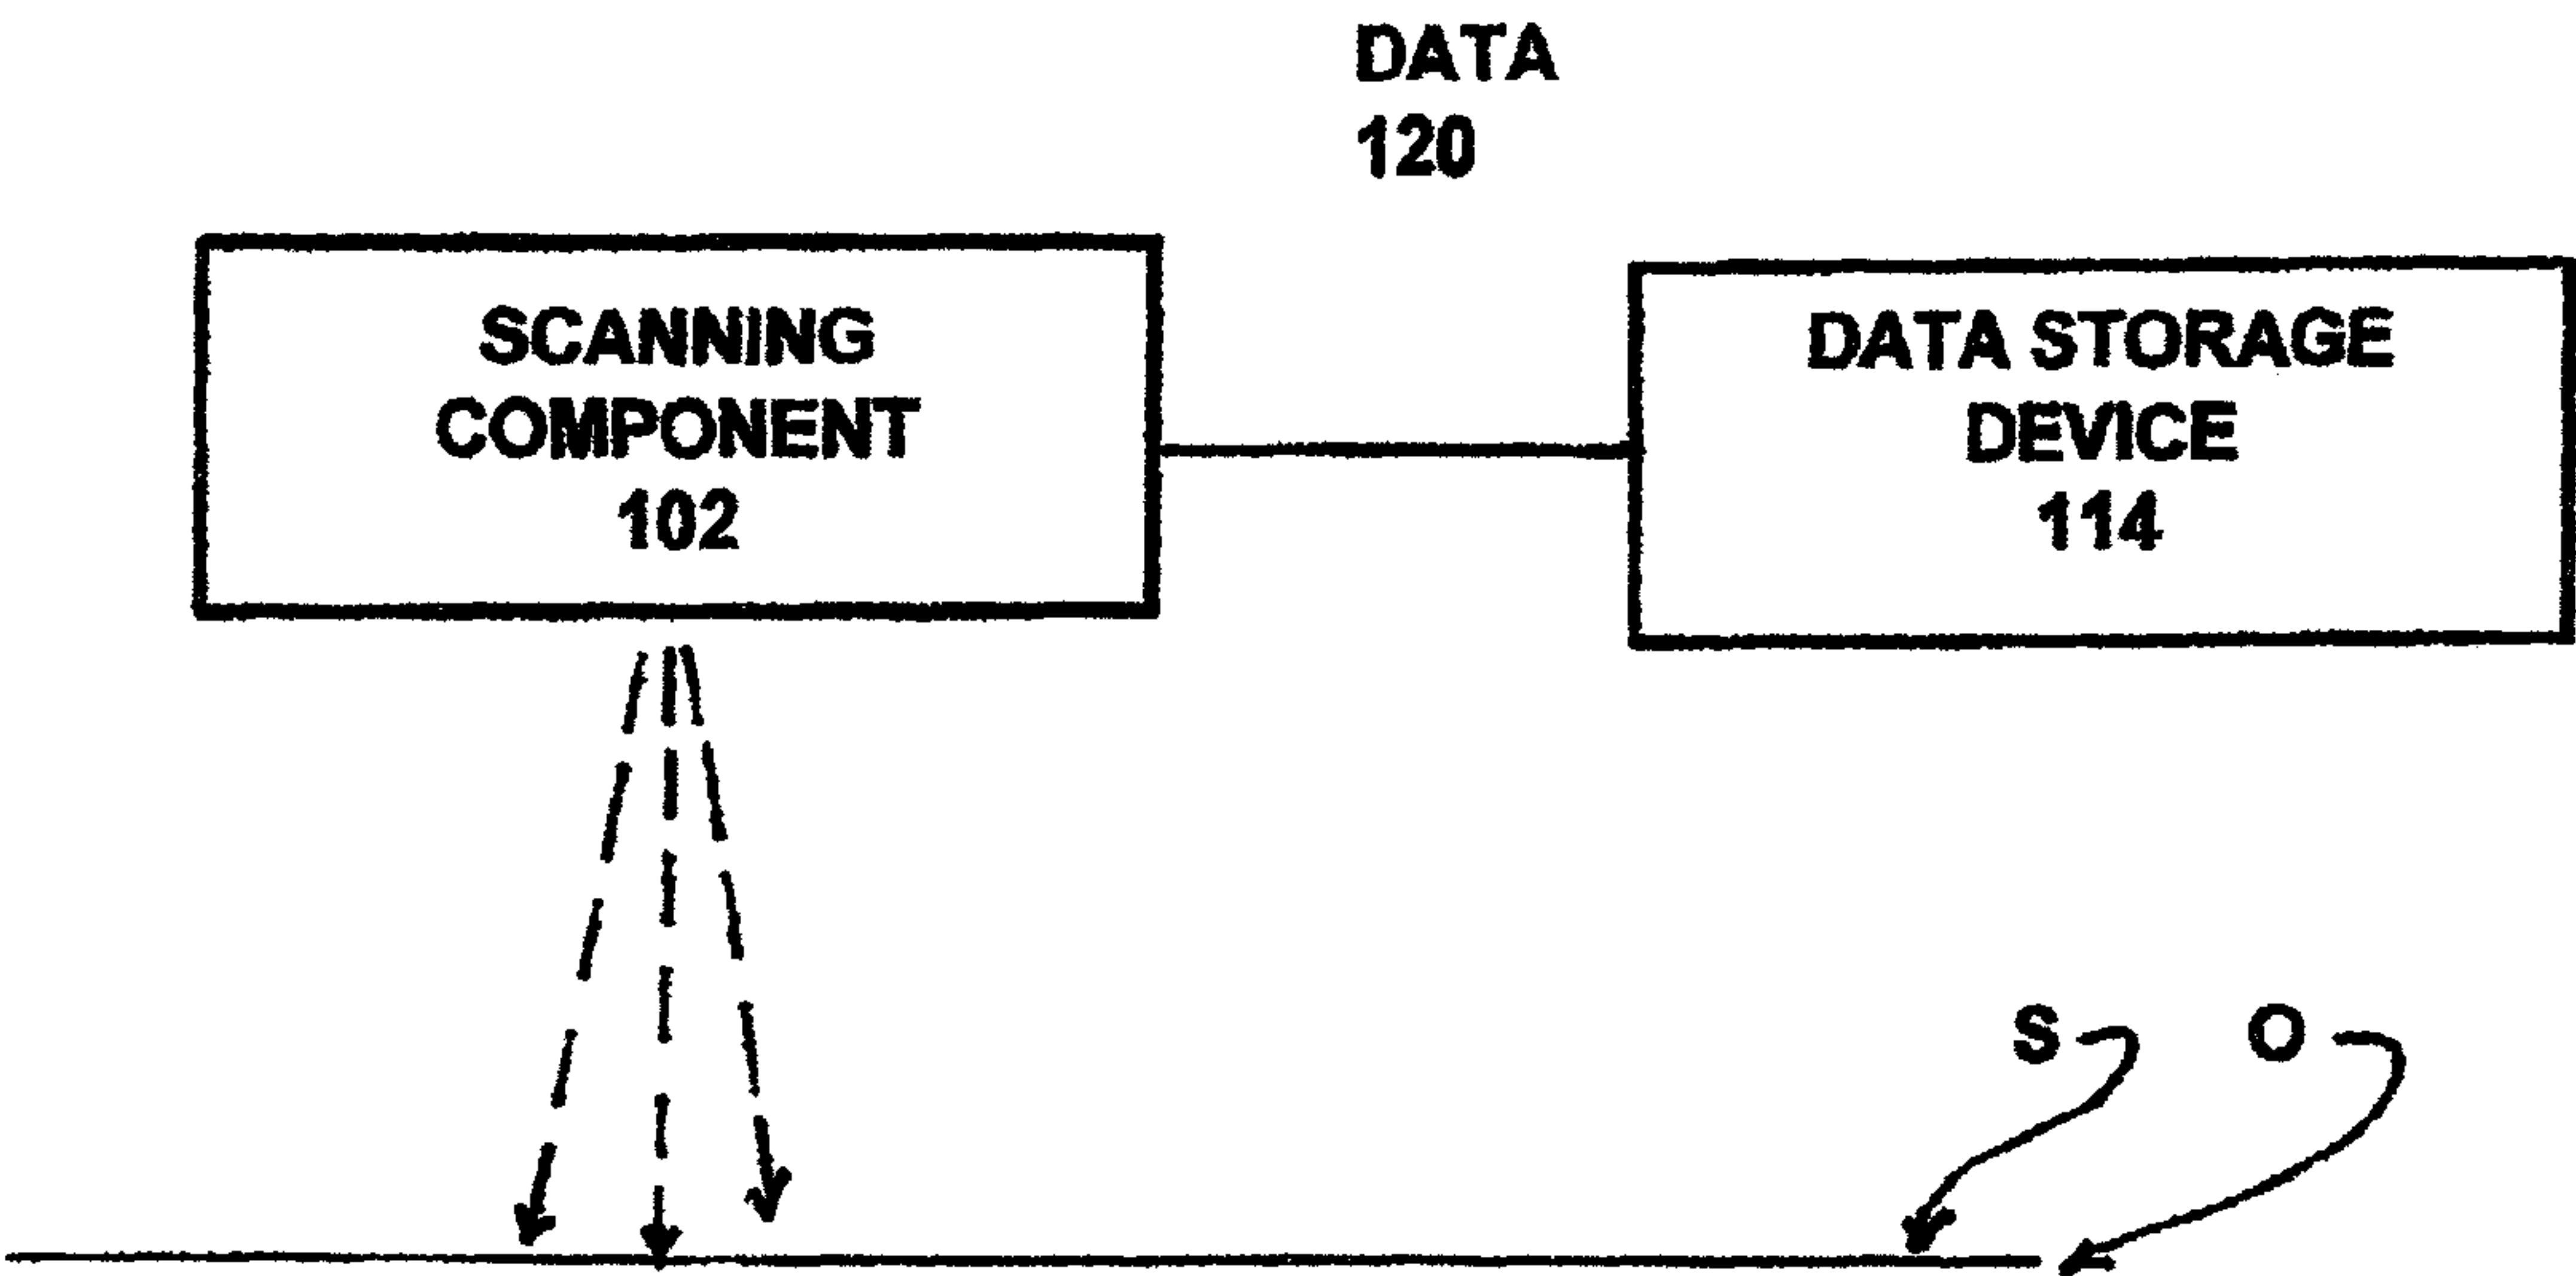 DATA
120
SCANNING
COMPONENT
102
DATA STORAGE
DEVICE
114
S O